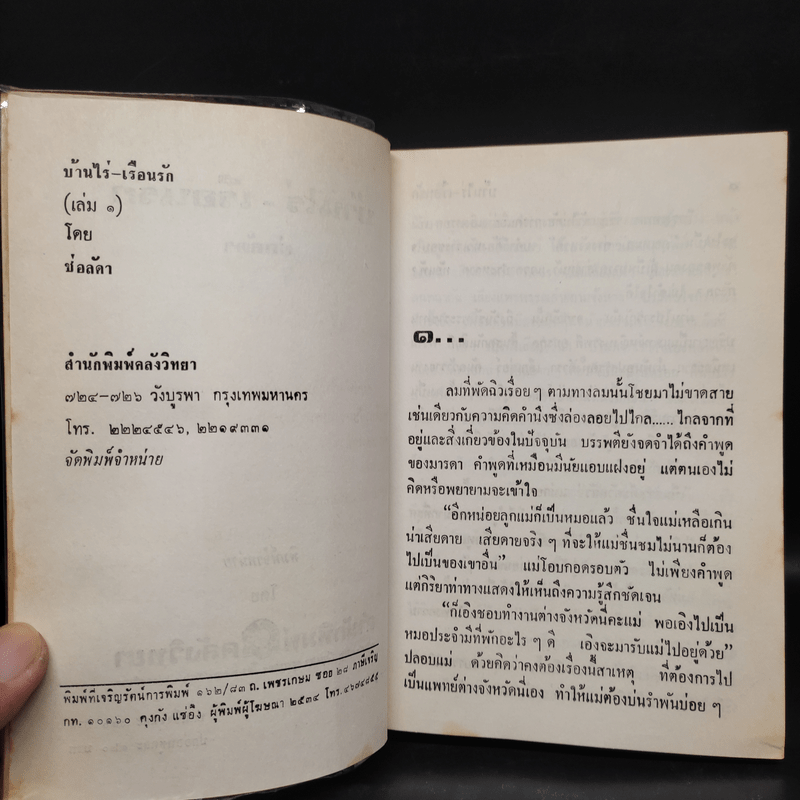 บ้านไร่-เรือนรัก
(เล่ม ๑)
โดย
ช่อลัดา
สำนักพิมพ์คลังวิทยา
๗๒๔-๗๒๖ วังบูรพา กรุงเทพมหานคร
โทร. ๒๒๒๔๕๔๖, ๒๒๑๙๓๓๑
จัดพิมพ์จำหน่าย
พิมพ์ที่เจริญรัตน์การพิมพ์ ๑๖๒/๘๓ ถ. เพชรเกษม ซอย ๒๘ ภาษีเจริญ
กท. ๑๐๑๖๐ คุงกัง แซ่อึง ผู้พิมพ์ผู้โฆษณา ๒๕๓๔ โทร. ๔๖๗๔๘๕๕
๑...
ลมที่พัดฉิวเรื่อย ๆ ตามทางลมนั้นโชยมาไม่ขาดสาย
เช่นเดียวกับความคิดคำนึงซึ่งล่องลอยไปไกล...... ไกลจากที่
อยู่และสิ่งเกี่ยวข้องในปัจจุบัน บรรพตียังจดจำได้ถึงคำพูด
ของมารดา คำพูดที่เหมือนมีนัยแอบแฝงอยู่ แต่ตนเองไม่
คิดหรือพยายามจะเข้าใจ
“อีกหน่อยลูกแม่ก็เป็นหมอแล้ว ชื่นใจแม่เหลือเกิน
น่าเสียดาย เสียดายจริง ๆ ที่จะให้แม่ชื่นชมไม่นานก็ต้อง
ไปเป็นของเขาอื่น” แม่โอบกอดรอบตัว ไม่เพียงคำพูด
แต่กิริยาท่าทางแสดงให้เห็นถึงความรู้สึกชัดเจน
“ก็เอิงชอบทำงานต่างจังหวัดนี่คะแม่ พอเอิงไปเป็น
หมอประจำมีที่พักอะไร ๆ ดี เอิงจะมารับแม่ไปอยู่ด้วย”
ปลอบแม่ ด้วยคิดว่าคงต้องเรื่องนี้สาเหตุ ที่ต้องการไป
เป็นแพทย์ต่างจังหวัดนี่เอง ทำให้แม่ต้องบ่นรำพันบ่อย ๆ